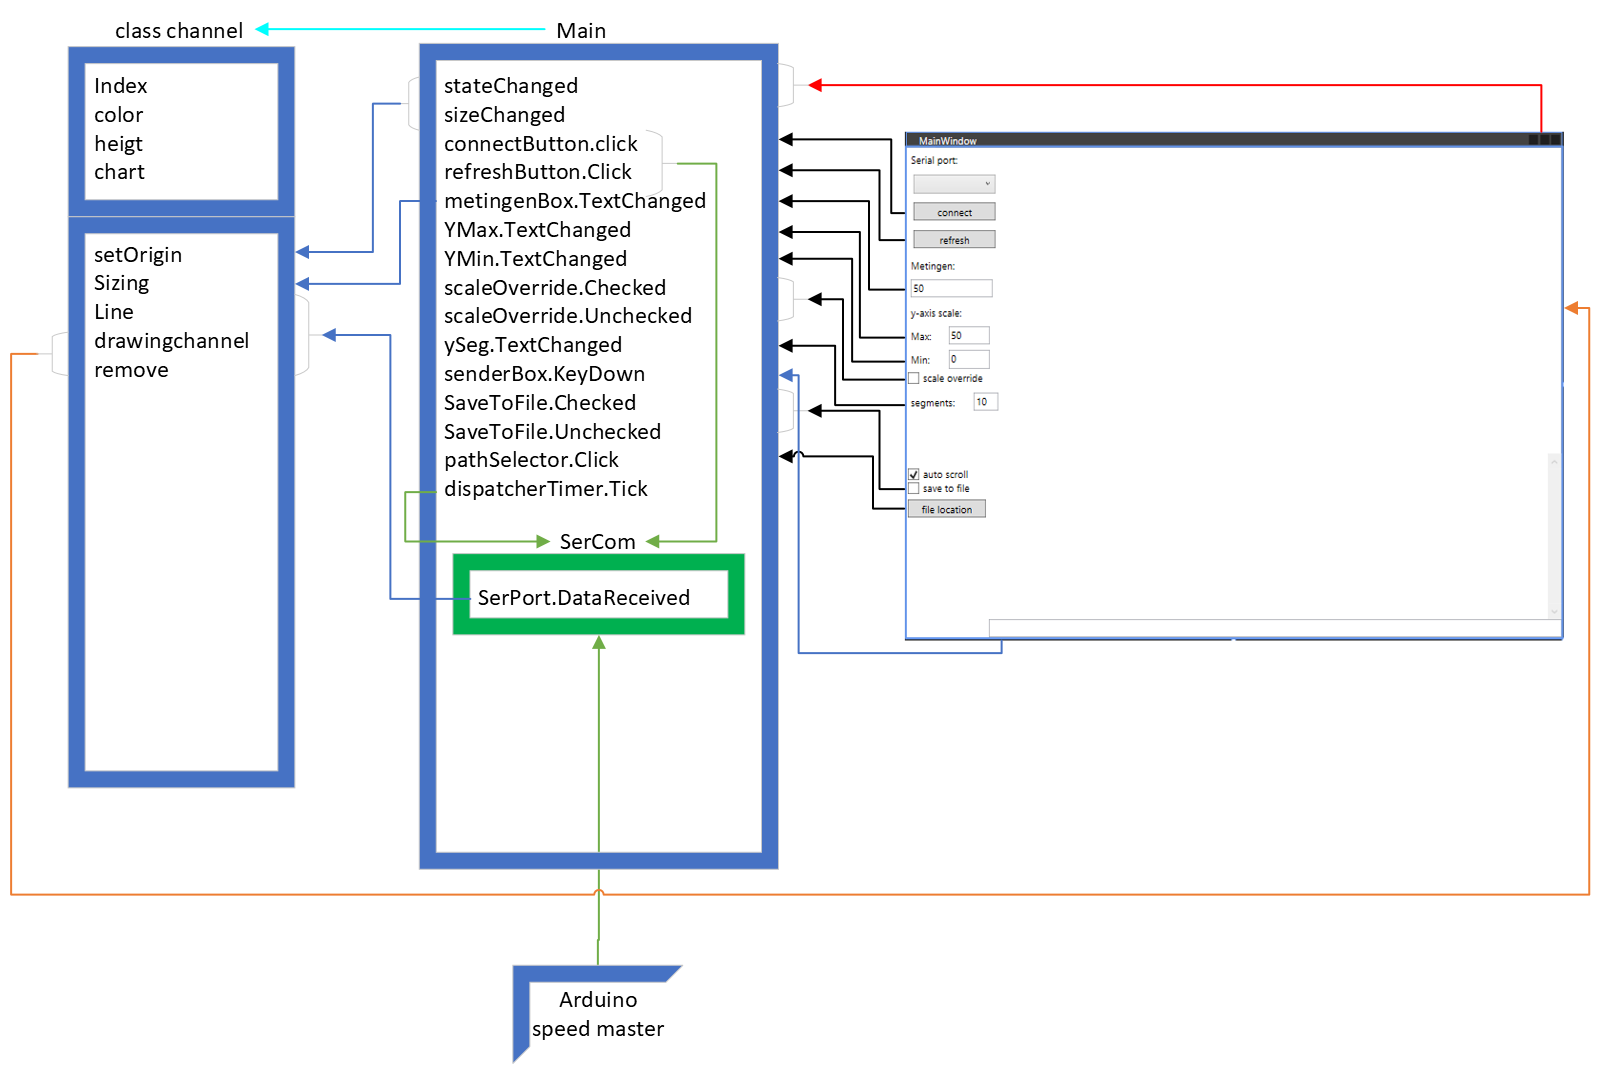 class channel
Index
color
heigt
chart
setOrigin
Sizing
Line
drawingchannel
remove
Main
stateChanged
sizeChanged
connectButton.click
refreshButton.Click
metingenBox.TextChanged
YMax.TextChanged
YMin.TextChanged
scaleOverride.Checked
scaleOverride.Unchecked
ySeg.TextChanged
senderBox.KeyDown
SaveToFile.Checked
SaveToFile.Unchecked
pathSelector.Click
dispatcherTimer.Tick
SerCom
SerPort.DataReceived
Arduino
speed master
MainWindow
Serial port:
connect
refresh
Metingen:
50
y-axis scale:
Max: 50
Min: 0
scale override
segments: 10
auto scroll
save to file
file location